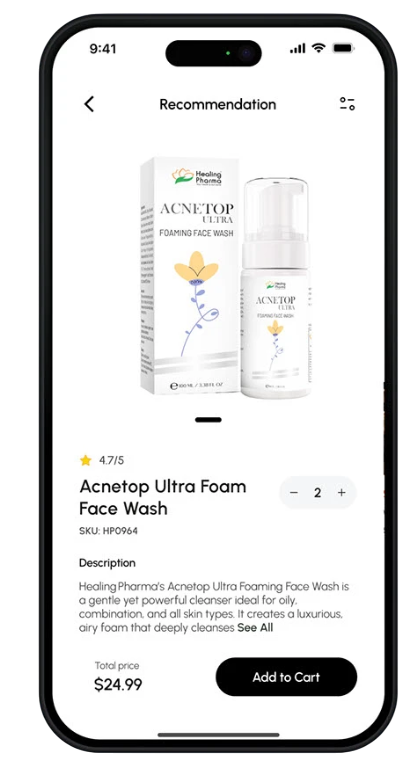 9:41
Recommendation
Healing
Pharma
ACNETOP
ULTRA
FOAMING FACE WASH
Healing
Pharma
ACNETOP
ULTRA
FOAMING FACE WASH
4.7/5
Acnetop Ultra Foam
Face Wash
− 2 +
SKU: HP0964
Description
Healing Pharma's Acnetop Ultra Foaming Face Wash is
a gentle yet powerful cleanser ideal for oily,
combination, and all skin types. It creates a luxurious,
airy foam that deeply cleanses See All
Total price
$24.99
Add to Cart